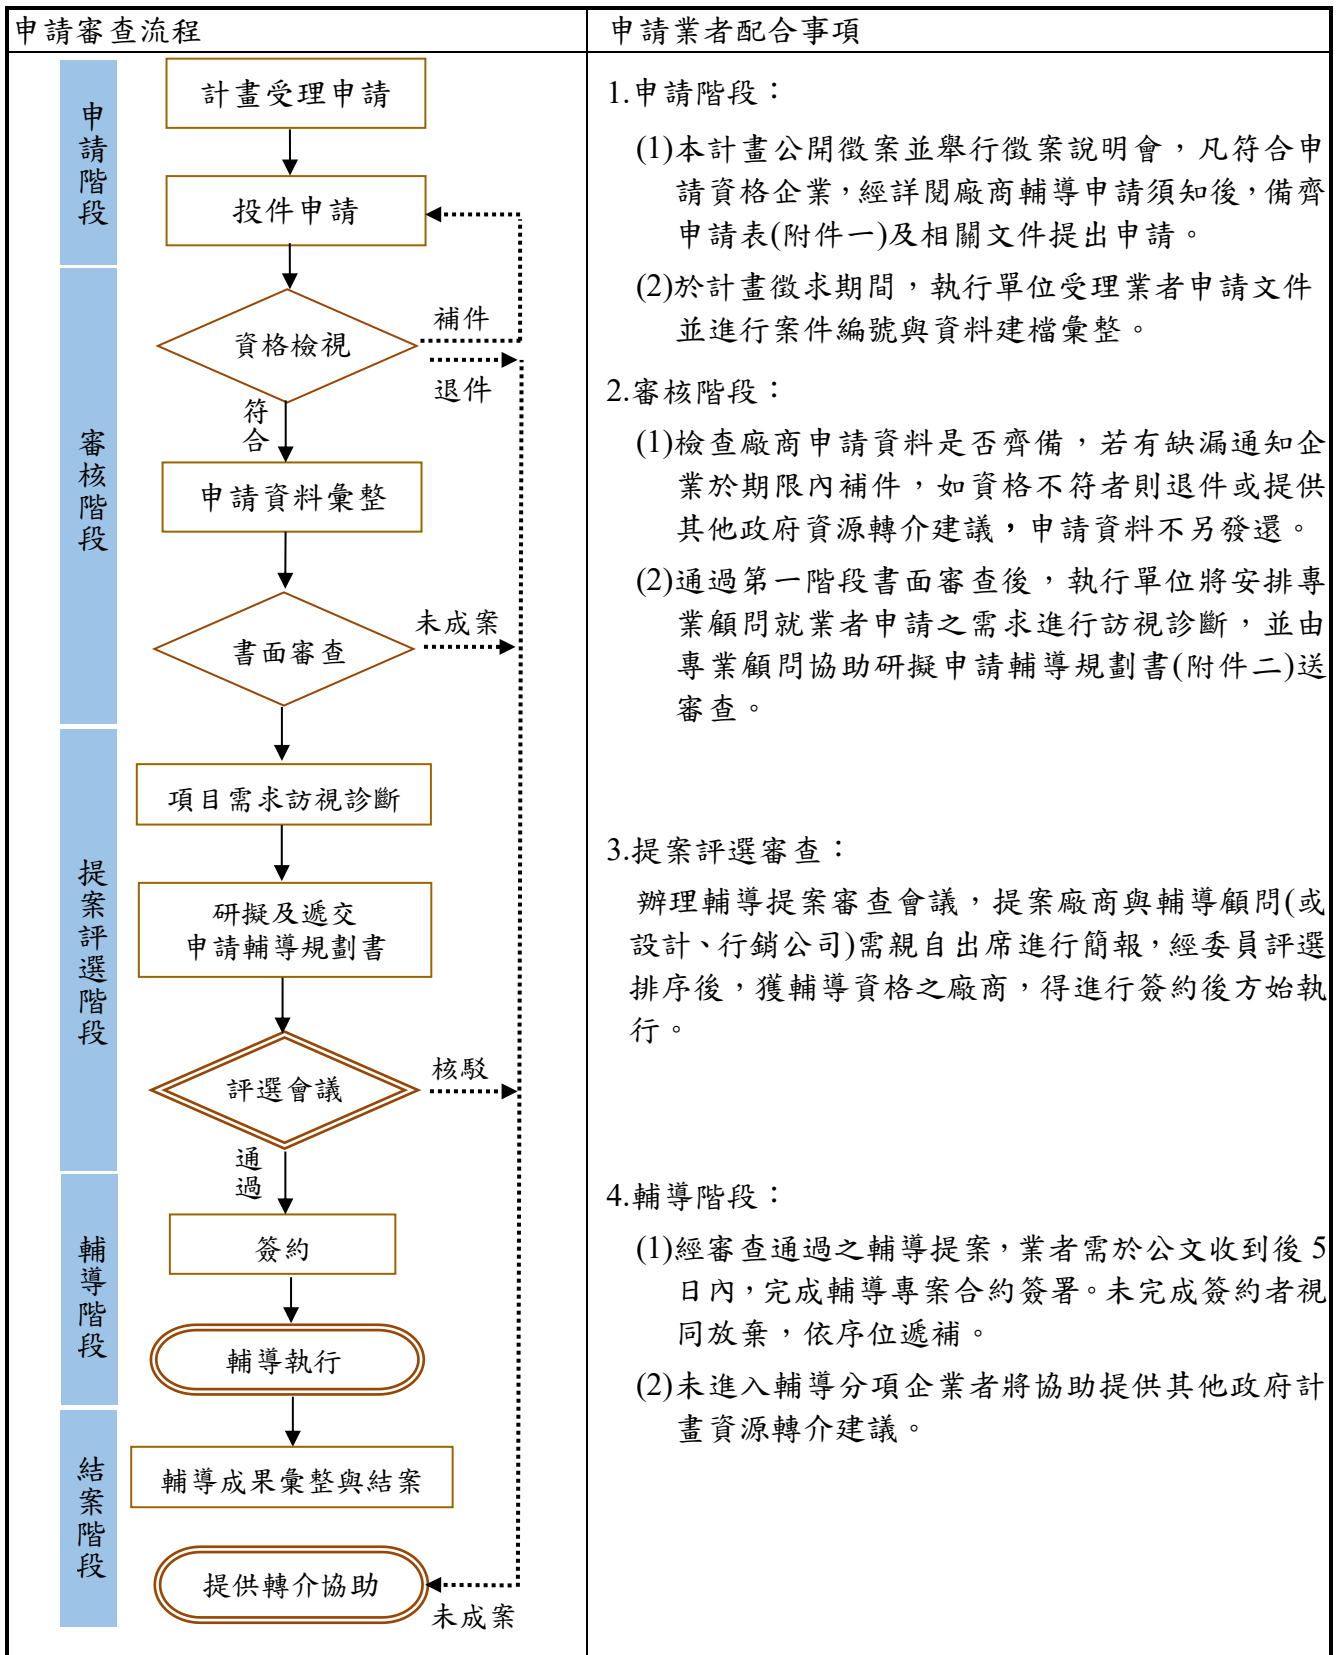 申請審查流程
申請業者配合事項
申請階段
計畫受理申請
投件申請
審核階段
資格檢視
補件
退件
符合
申請資料彙整
書面審查
未成案
提案評選階段
項目需求訪視診斷
研擬及遞交
申請輔導規劃書
評選會議
核駁
通過
輔導階段
簽約
輔導執行
結案階段
輔導成果彙整與結案
提供轉介協助
未成案
1.申請階段：
(1)本計畫公開徵案並舉行徵案說明會，凡符合申
請資格企業，經詳閱廠商輔導申請須知後，備齊
申請表(附件一)及相關文件提出申請。
(2)於計畫徵求期間，執行單位受理業者申請文件
並進行案件編號與資料建檔彙整。
2.審核階段：
(1)檢查廠商申請資料是否齊備，若有缺漏通知企
業於期限內補件，如資格不符者則退件或提供
其他政府資源轉介建議，申請資料不另發還。
(2)通過第一階段書面審查後，執行單位將安排專
業顧問就業者申請之需求進行訪視診斷，並由
專業顧問協助研擬申請輔導規劃書(附件二)送
審查。
3.提案評選審查：
辦理輔導提案審查會議，提案廠商與輔導顧問(或
設計、行銷公司)需親自出席進行簡報，經委員評選
排序後，獲輔導資格之廠商，得進行簽約後方始執
行。
4.輔導階段：
(1)經審查通過之輔導提案，業者需於公文收到後 5
日內，完成輔導專案合約簽署。未完成簽約者視
同放棄，依序位遞補。
(2)未進入輔導分項企業者將協助提供其他政府計
畫資源轉介建議。